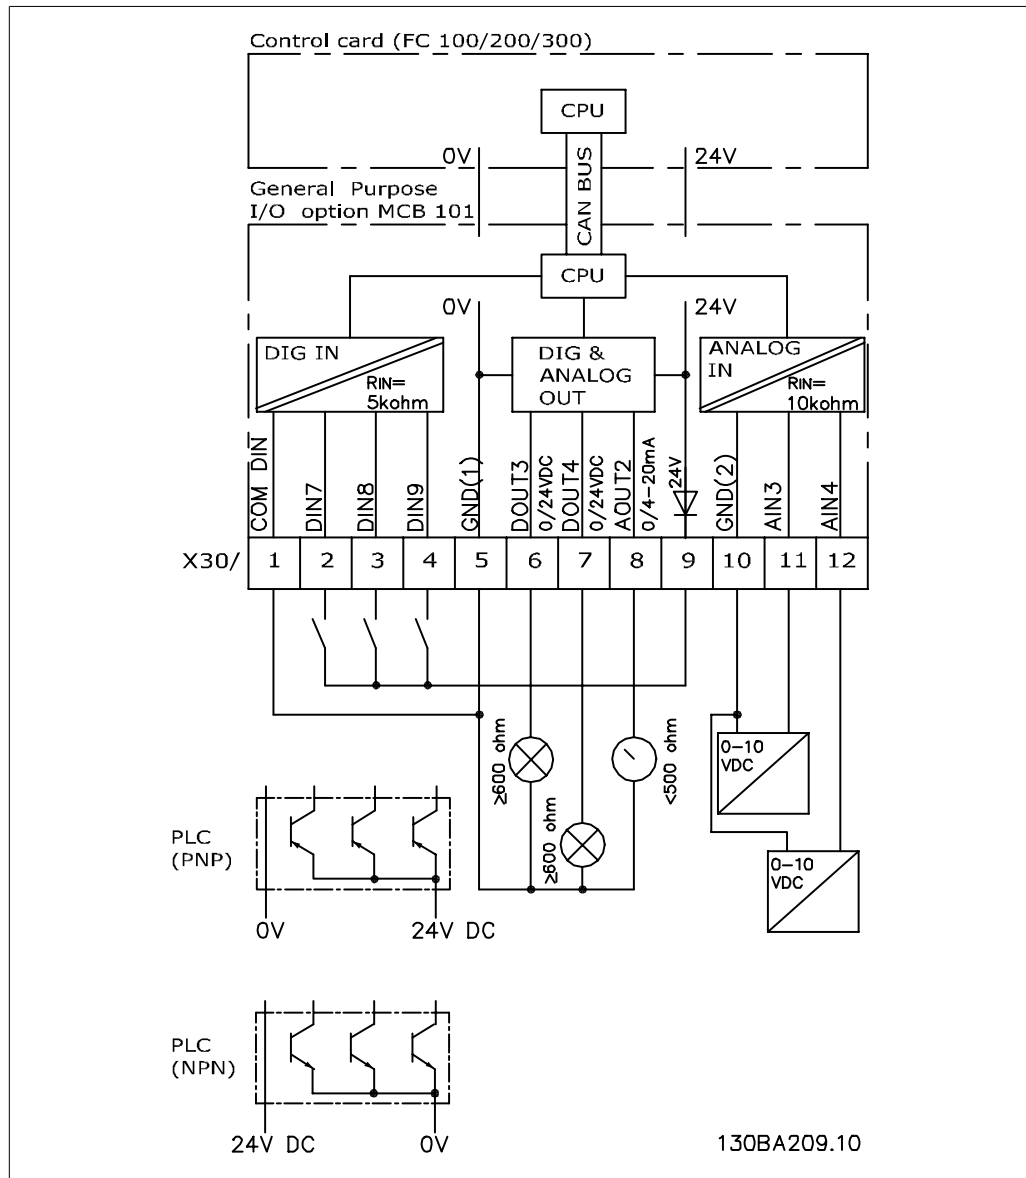 Control card (FC 100/200/300)
CPU
0V
24V
CAN BUS
General Purpose
I/O option MCB 101
CPU
0V
24V
DIG IN
RIN=
5kohm
DIG &
ANALOG
OUT
ANALOG
IN
RIN=
10kohm
COM DIN
DIN7
DIN8
DIN9
GND(1)
DOUT3
0/24VDC
DOUT4
0/24VDC
AOUT2
0/4-20mA
24V
GND(2)
AIN3
AIN4
X30/
1
2
3
4
5
6
7
8
9
10
11
12
≥600 ohm
≥600 ohm
<500 ohm
0-10
VDC
0-10
VDC
PLC
(PNP)
0V
24V DC
PLC
(NPN)
24V DC
0V
130BA209.10